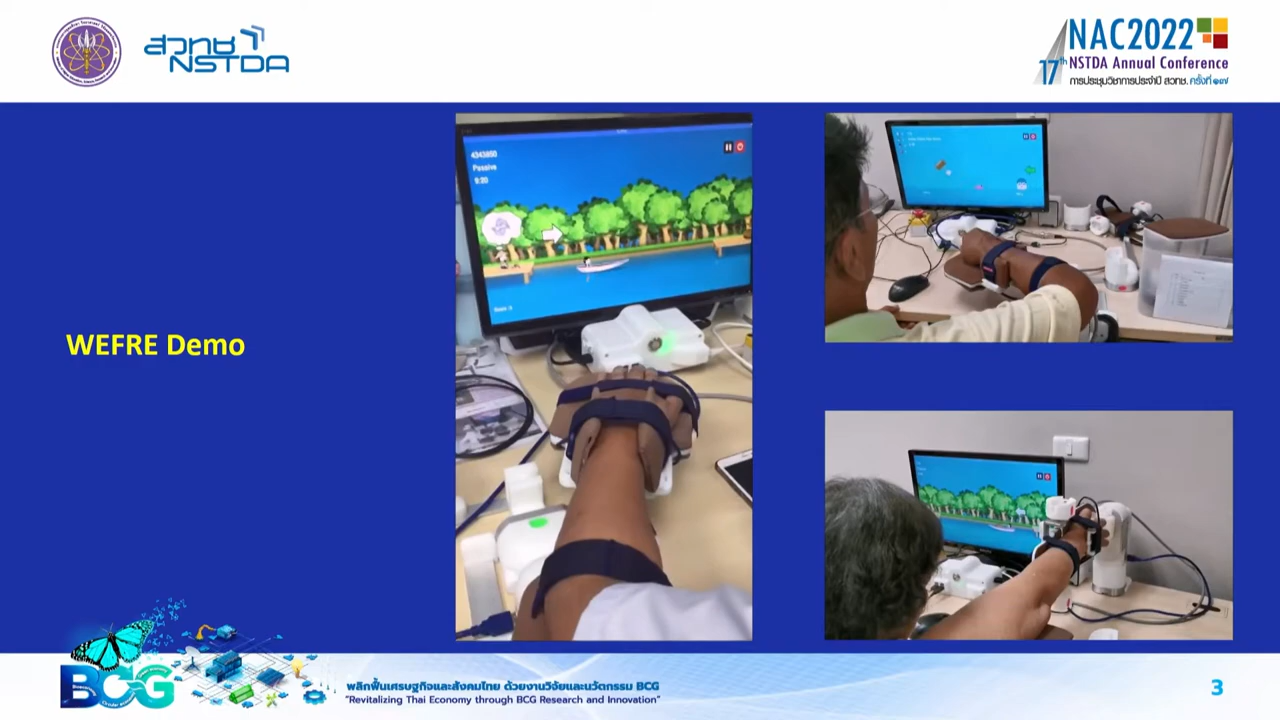 สวทช
NSTDA
NAC2022
17th NSTDA Annual Conference
การประชุมวิชาการประจำปี สวทช. ครั้งที่ ๑๗
4343850
Passive
9:20
WEFRE Demo
BCG
พลิกฟื้นเศรษฐกิจและสังคมไทย ด้วยงานวิจัยและนวัตกรรม BCG
"Revitalizing Thai Economy through BCG Research and Innovation"
3